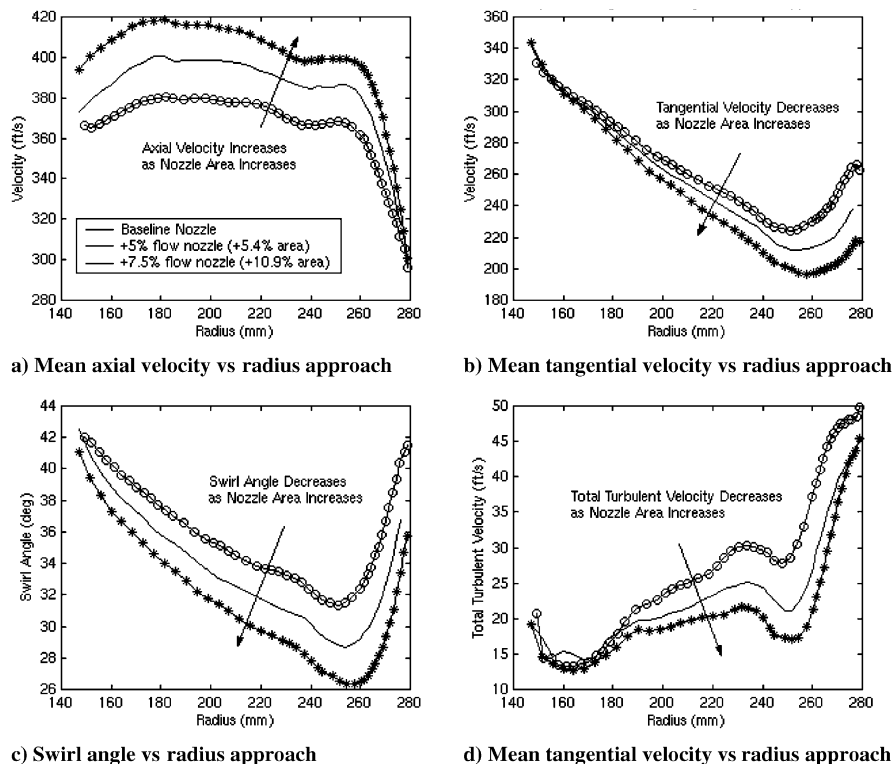 420
400
380
360
340
320
300
280
140 160 180 200 220 240 260 280
Velocity (ft/s)
Radius (mm)
Axial Velocity Increases
as Nozzle Area Increases
Baseline Nozzle
+5% flow nozzle (+5.4% area)
+7.5% flow nozzle (+10.9% area)
a) Mean axial velocity vs radius approach
360
340
320
300
280
260
240
220
200
180
140 160 180 200 220 240 260 280
Velocity (ft/s)
Radius (mm)
Tangential Velocity Decreases
as Nozzle Area Increases
b) Mean tangential velocity vs radius approach
44
42
40
38
36
34
32
30
28
26
140 160 180 200 220 240 260 280
Swirl Angle (deg)
Radius (mm)
Swirl Angle Decreases
as Nozzle Area Increases
c) Swirl angle vs radius approach
50
45
40
35
30
25
20
15
10
140 160 180 200 220 240 260 280
Total Turbulent Velocity (ft/s)
Radius (mm)
Total Turbulent Velocity Decreases
as Nozzle Area Increases
d) Mean tangential velocity vs radius approach